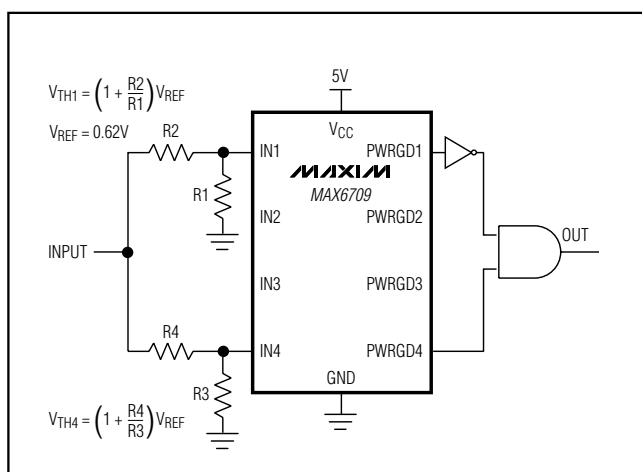 V_TH1 = (1 + R2/R1) V_REF
V_REF = 0.62V
5V
V_CC
R2
IN1
PWRGD1
MAXIM
MAX6709
R1
IN2
PWRGD2
OUT
INPUT
IN3
PWRGD3
R4
IN4
PWRGD4
R3
GND
V_TH4 = (1 + R4/R3) V_REF